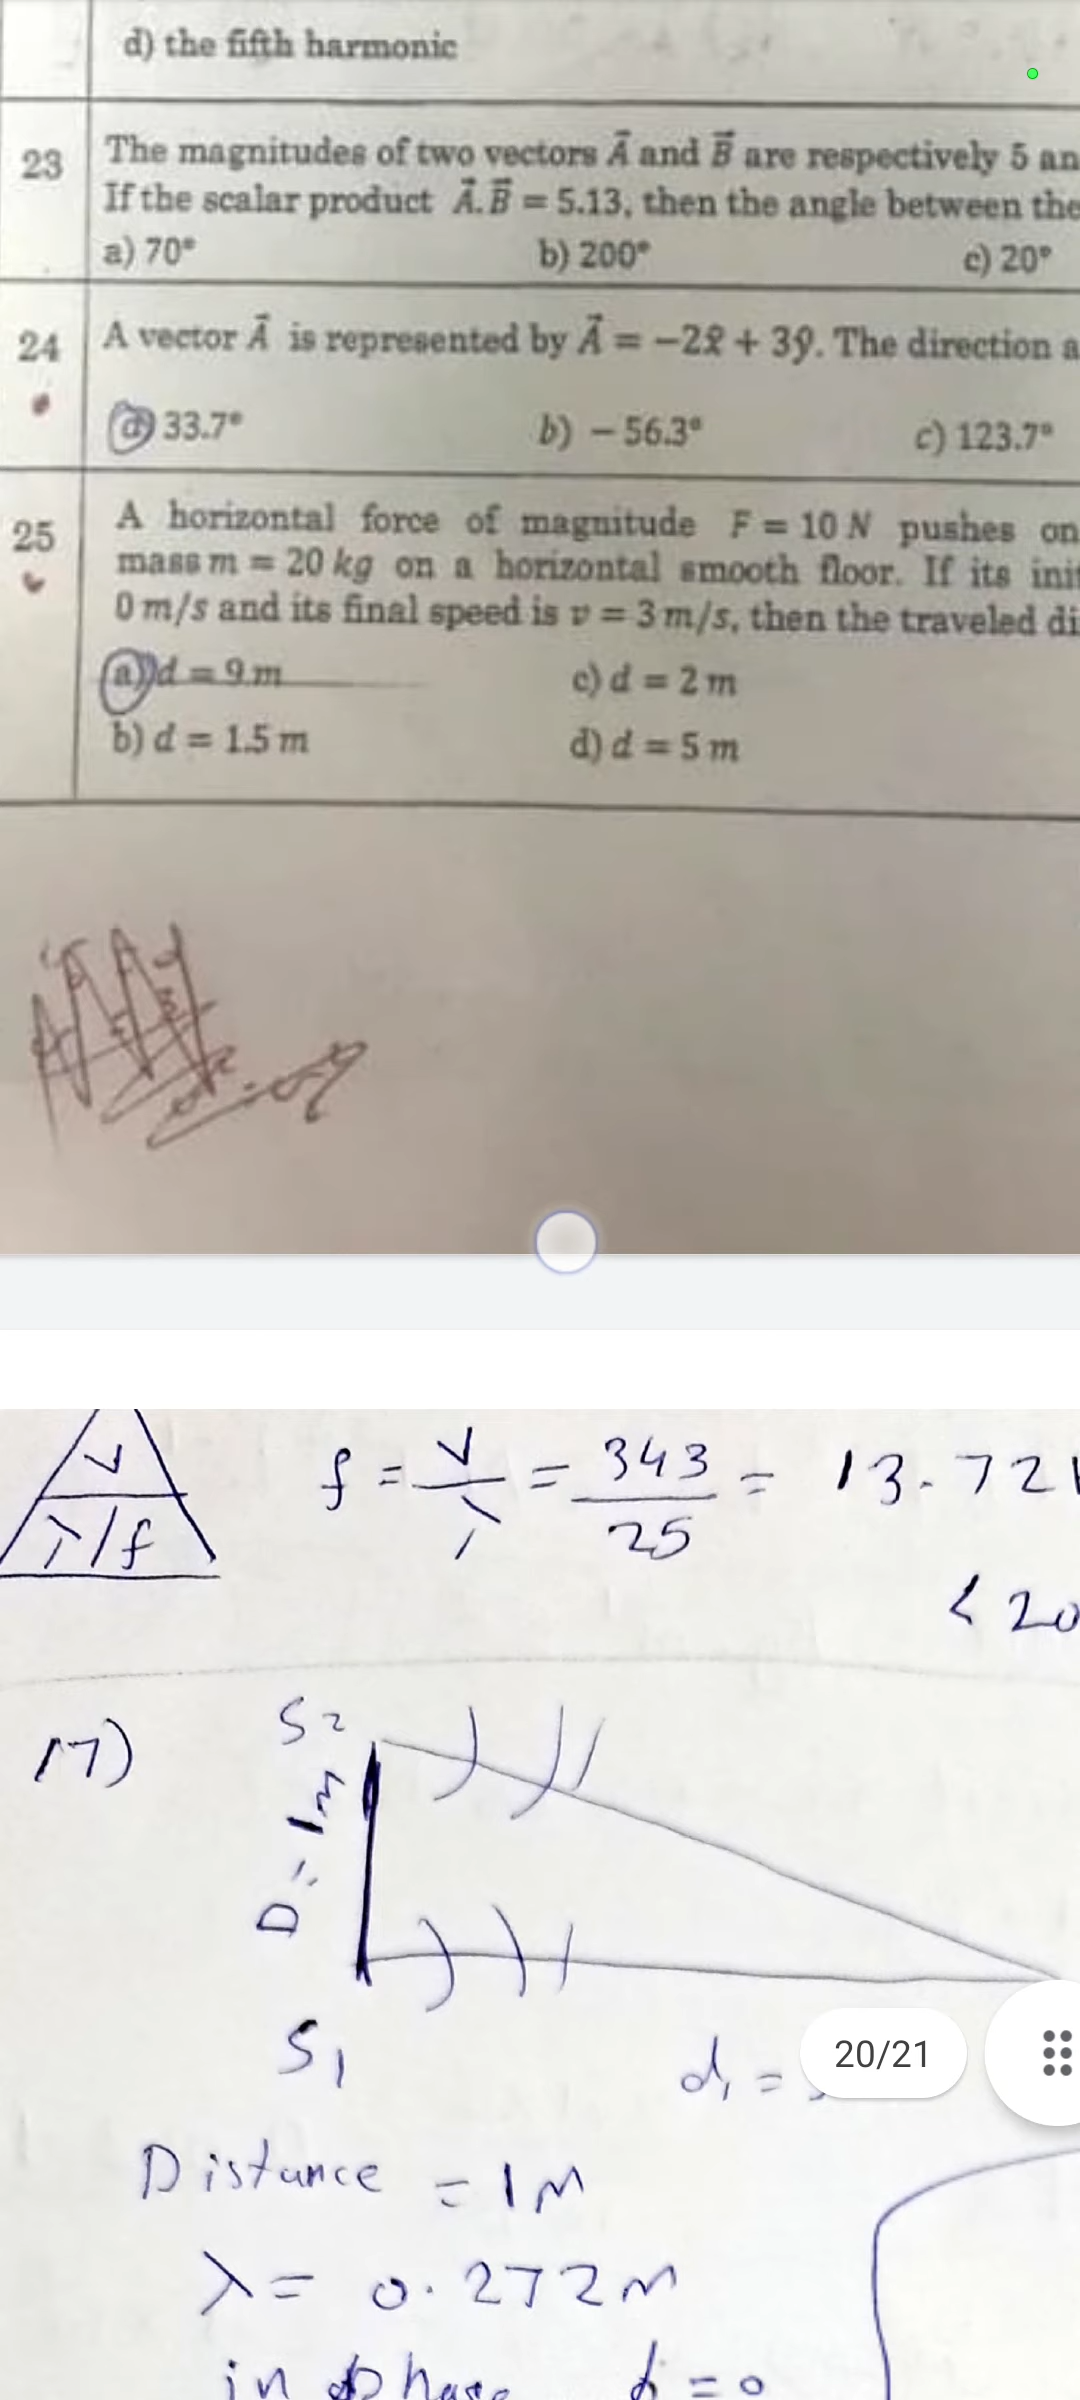 d) the fifth harmonic
23 The magnitudes of two vectors A⃗ and B⃗ are respectively 5 an
If the scalar product A⃗.B⃗ = 5.13, then the angle between the
a) 70° b) 200° c) 20°
24 A vector A⃗ is represented by A⃗ = −2x̂ + 3ŷ. The direction a
a) 33.7° b) − 56.3° c) 123.7°
25 A horizontal force of magnitude F = 10 N pushes on
mass m = 20 kg on a horizontal smooth floor. If its init
0 m/s and its final speed is v = 3 m/s, then the traveled di
a) d = 9 m c) d = 2 m
b) d = 1.5 m d) d = 5 m
v
λ/f
f = v/λ = 343/25 = 13.72
< 20
17)
S2
D = 1m
S1
d1 =
20/21
Distance = 1M
λ = 0.272M
in phase ϕ = 0